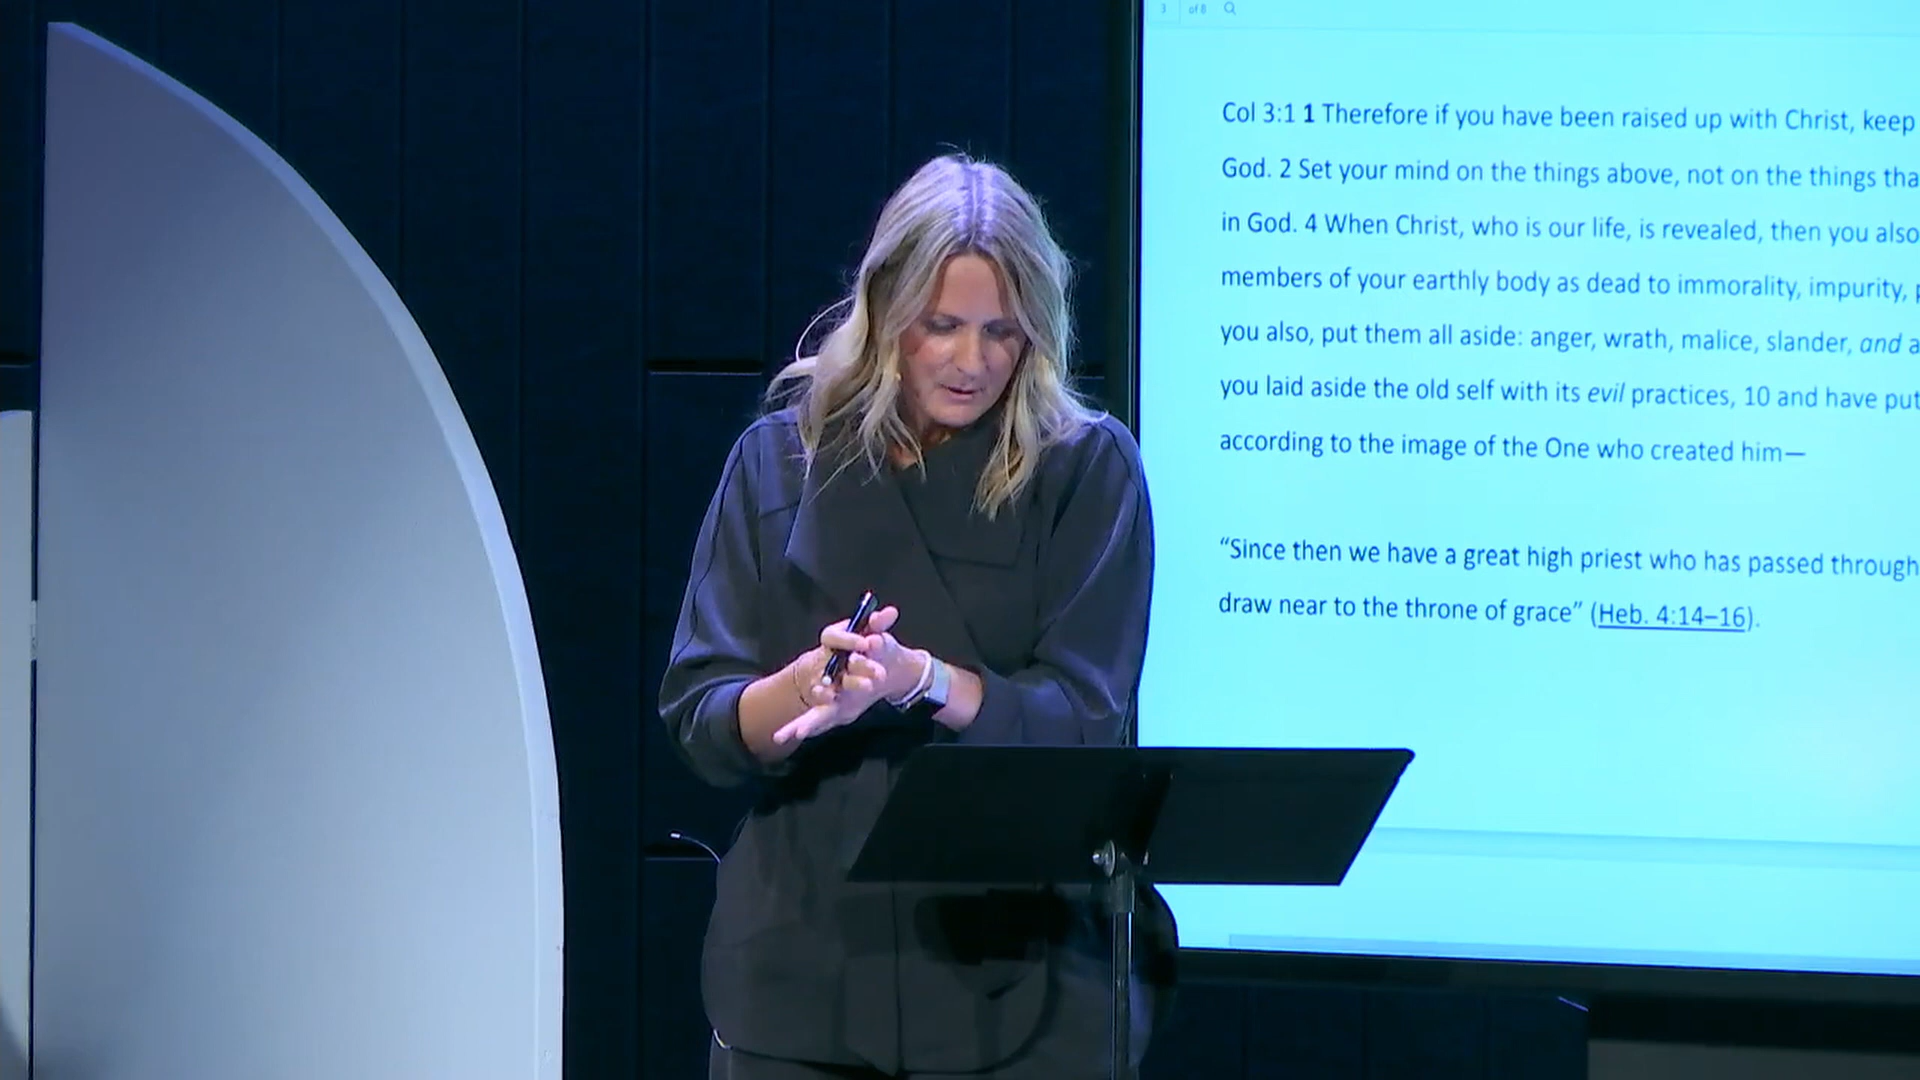 3 of 8
Col 3:1 1 Therefore if you have been raised up with Christ, keep
God. 2 Set your mind on the things above, not on the things tha
in God. 4 When Christ, who is our life, is revealed, then you also
members of your earthly body as dead to immorality, impurity,
you also, put them all aside: anger, wrath, malice, slander, and a
you laid aside the old self with its evil practices, 10 and have put
according to the image of the One who created him—
“Since then we have a great high priest who has passed through
draw near to the throne of grace” (Heb. 4:14–16).